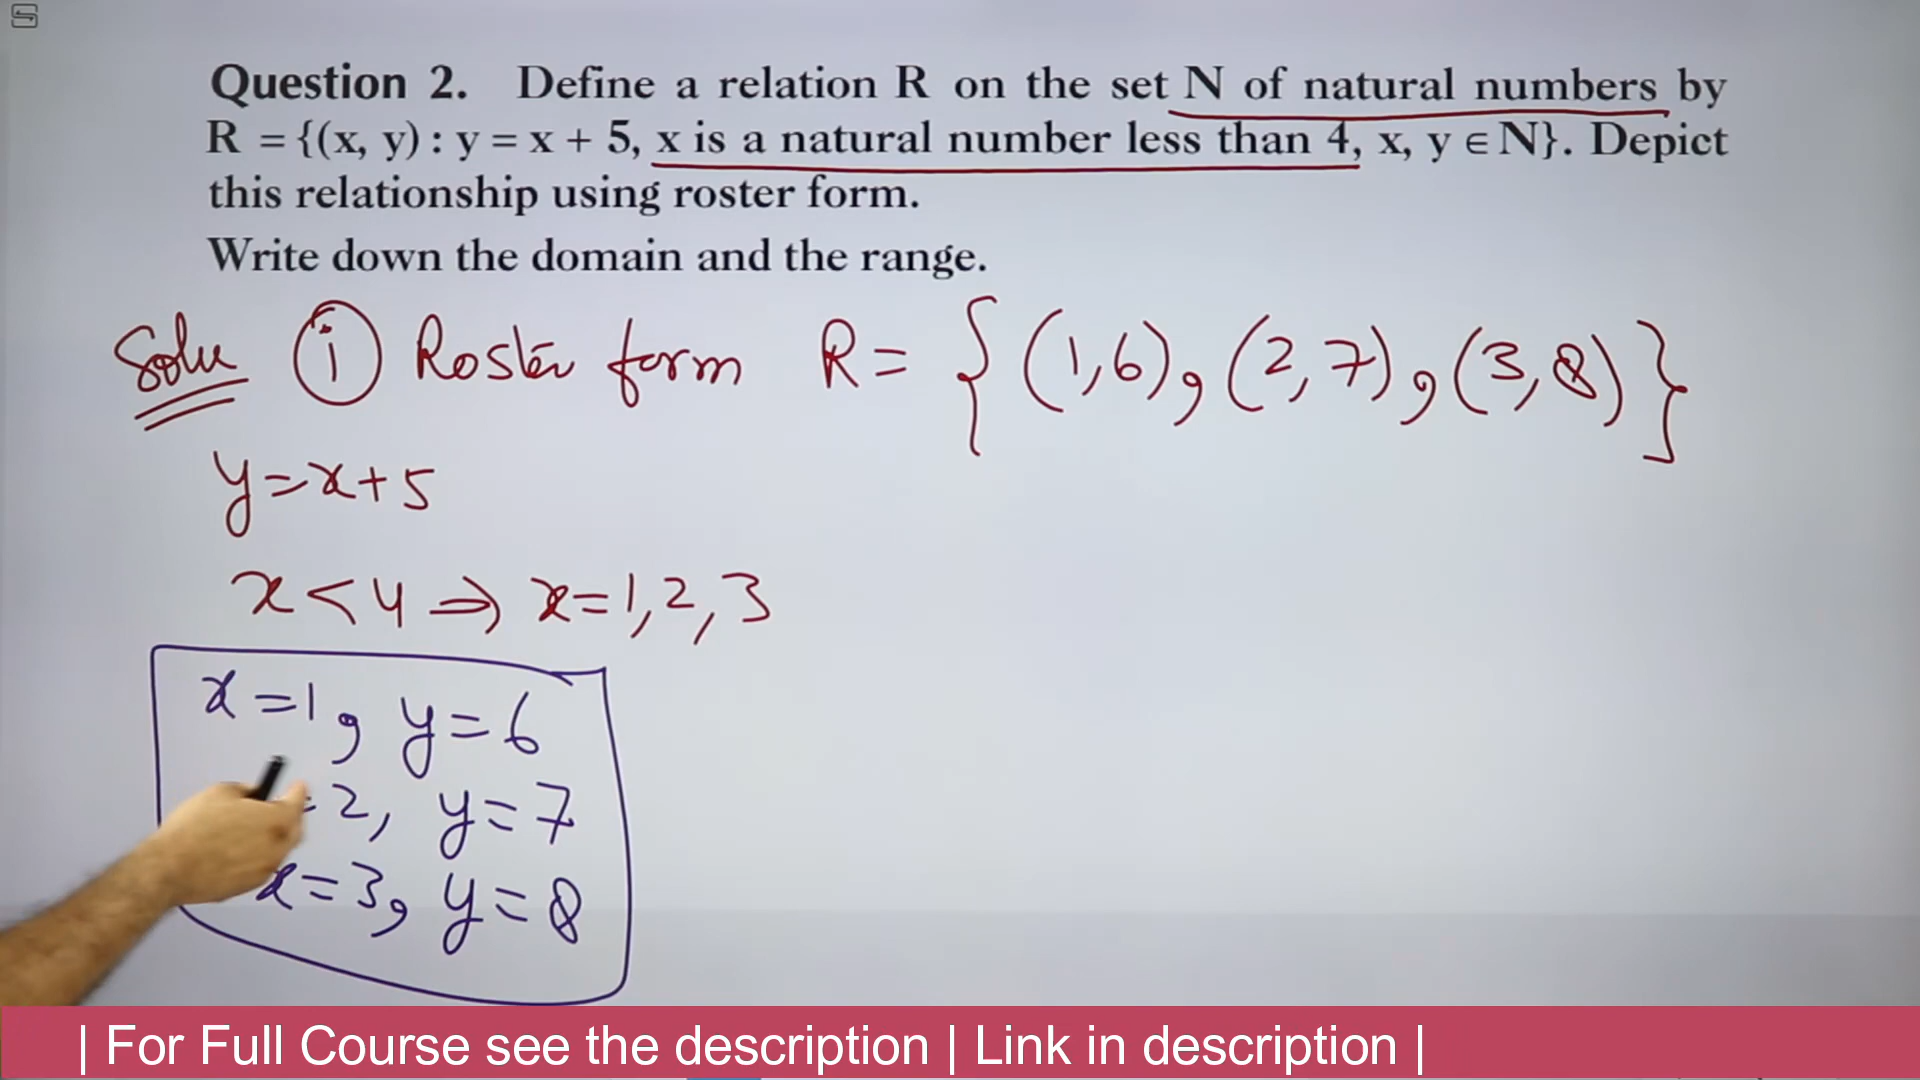 Question 2. Define a relation R on the set N of natural numbers by
R = {(x, y) : y = x + 5, x is a natural number less than 4, x, y ∈ N}. Depict
this relationship using roster form.
Write down the domain and the range.
Solu (i) Roster form R = {(1,6), (2,7), (3,8)}
y=x+5
x<4 ⇒ x=1,2,3
x=1, y=6
=2, y=7
x=3, y=8
| For Full Course see the description | Link in description |